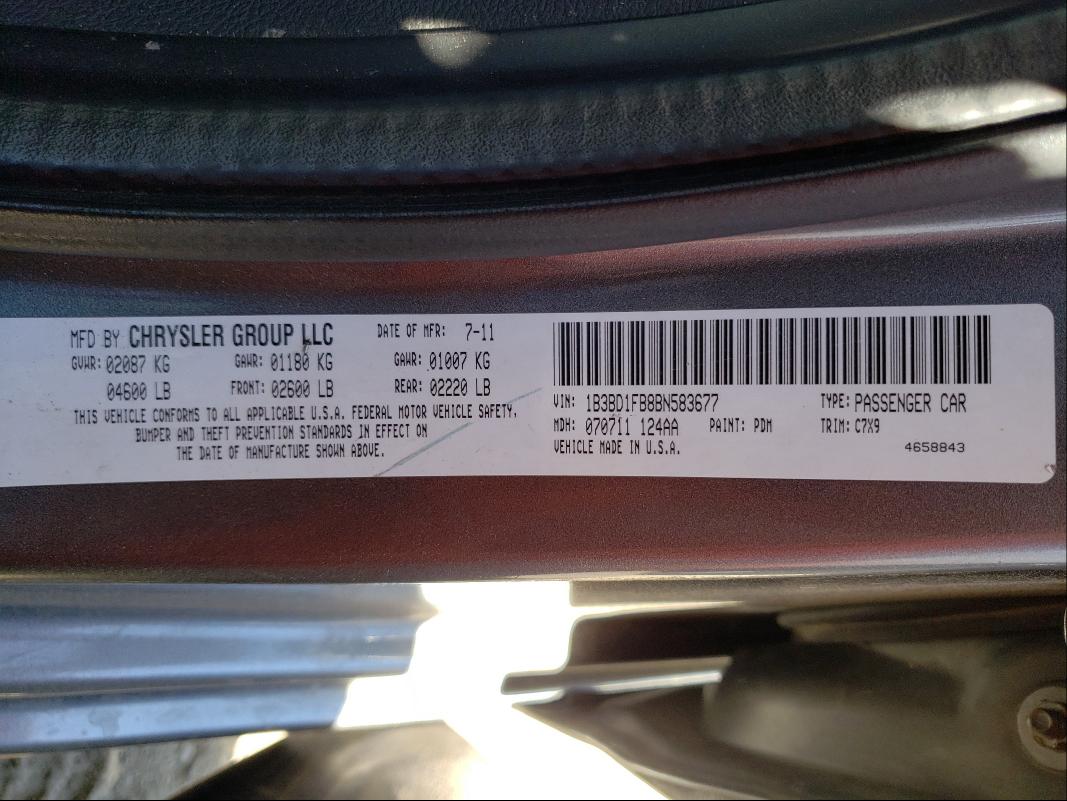 MFD BY CHRYSLER GROUP LLC DATE OF MFR: 7-11
GVWR: 02087 KG GAWR: 01180 KG GAWR: 01007 KG
04600 LB FRONT: 02600 LB REAR: 02220 LB
THIS VEHICLE CONFORMS TO ALL APPLICABLE U.S.A. FEDERAL MOTOR VEHICLE SAFETY,
BUMPER AND THEFT PREVENTION STANDARDS IN EFFECT ON
THE DATE OF MANUFACTURE SHOWN ABOVE.
VIN: 1B3BD1FB8BN583677 TYPE: PASSENGER CAR
MDH: 070711 124AA PAINT: PDM TRIM: C7X9
VEHICLE MADE IN U.S.A. 4658843